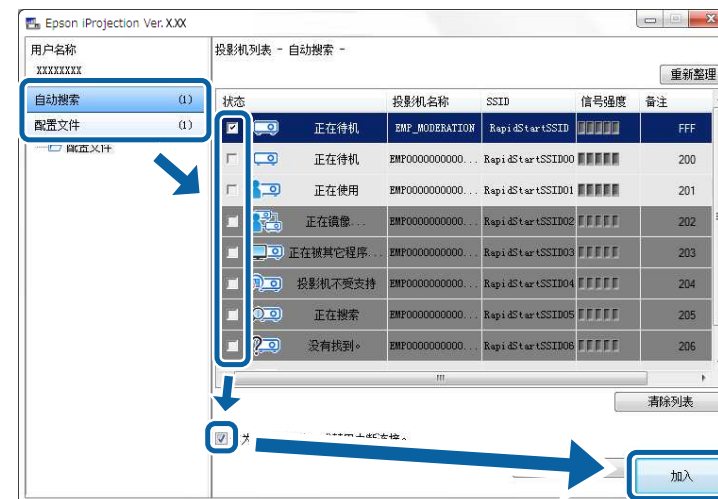 Epson iProjection Ver. X.XX
用户名称
XXXXXXXX
自动搜索 (1)
配置文件 (1)
配置文件
投影机列表 - 自动搜索 -
重新整理
状态 投影机名称 SSID 信号强度 备注
正在待机 EMP_MODERATION RapidStartSSID FFF
正在待机 EMP0000000000... RapidStartSSID00 200
正在使用 EMP0000000000... RapidStartSSID01 201
正在镜像... EMP0000000000... RapidStartSSID02 202
正在被其它程序... EMP0000000000... RapidStartSSID03 203
投影机不受支持 EMP0000000000... RapidStartSSID04 204
正在搜索 EMP0000000000... RapidStartSSID05 205
没有找到。 EMP0000000000... RapidStartSSID06 206
清除列表
加入